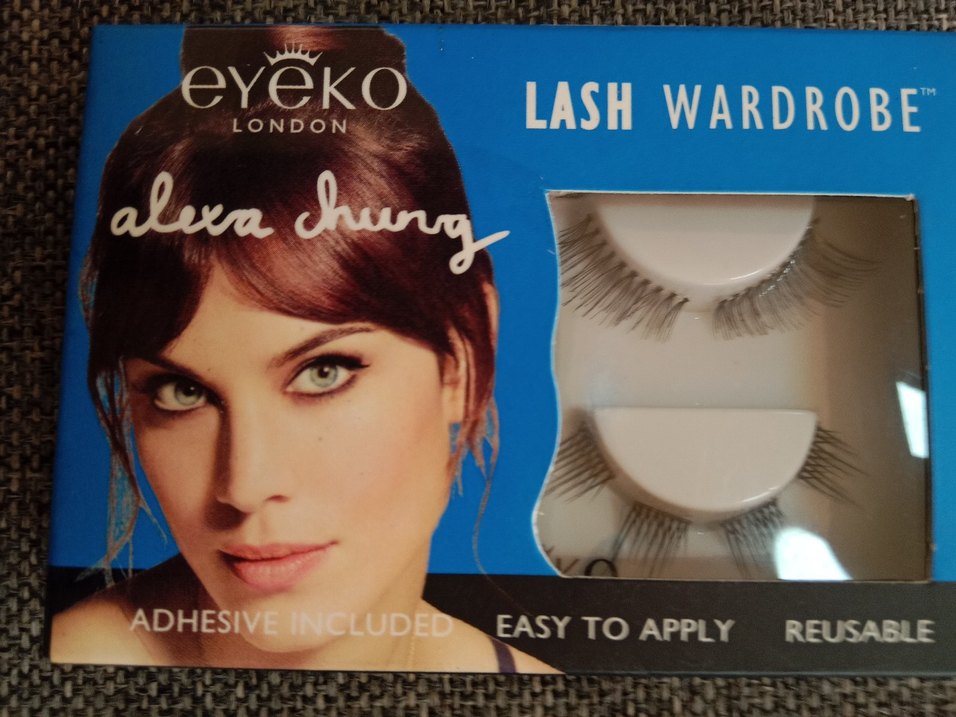 eyeko
LONDON
alexa chung
LASH WARDROBE™
ADHESIVE INCLUDED EASY TO APPLY REUSABLE